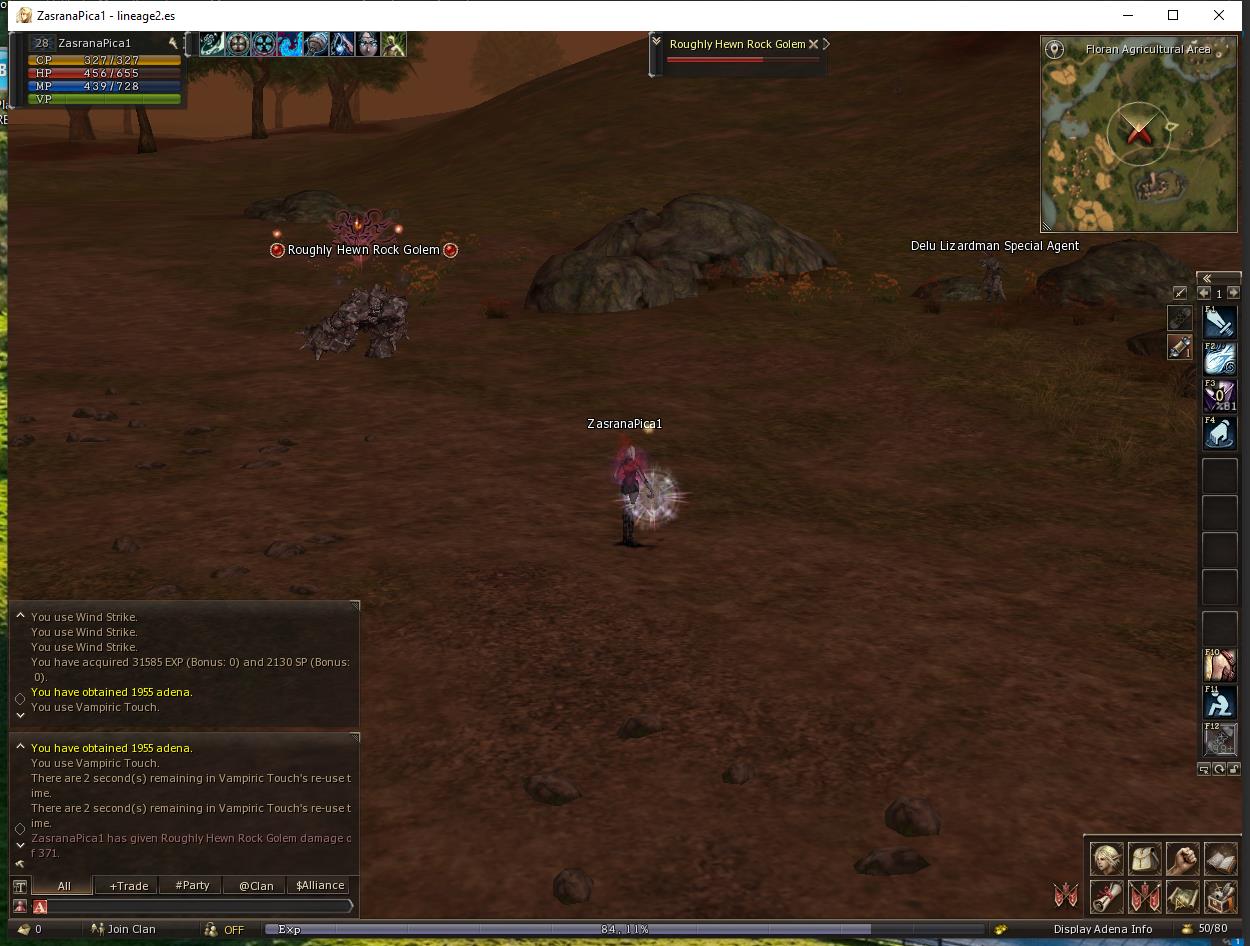 ZasranaPica1 - lineage2.es
28 ZasranaPica1
CP 327/327
HP 456/655
MP 439/728
VP
Roughly Hewn Rock Golem
Floran Agricultural Area
Roughly Hewn Rock Golem
Delu Lizardman Special Agent
1
F1
1
F2
F3
0
%81
F4
ZasranaPica1
You use Wind Strike.
You use Wind Strike.
You use Wind Strike.
You have acquired 31585 EXP (Bonus: 0) and 2130 SP (Bonus:
0).
You have obtained 1955 adena.
You use Vampiric Touch.
F10
F11
F12
You have obtained 1955 adena.
You use Vampiric Touch.
There are 2 second(s) remaining in Vampiric Touch's re-use t
ime.
There are 2 second(s) remaining in Vampiric Touch's re-use t
ime.
ZasranaPica1 has given Roughly Hewn Rock Golem damage o
f 371.
All +Trade #Party @Clan $Alliance
A
0 Join Clan OFF Exp 84.11% Display Adena Info 50/80